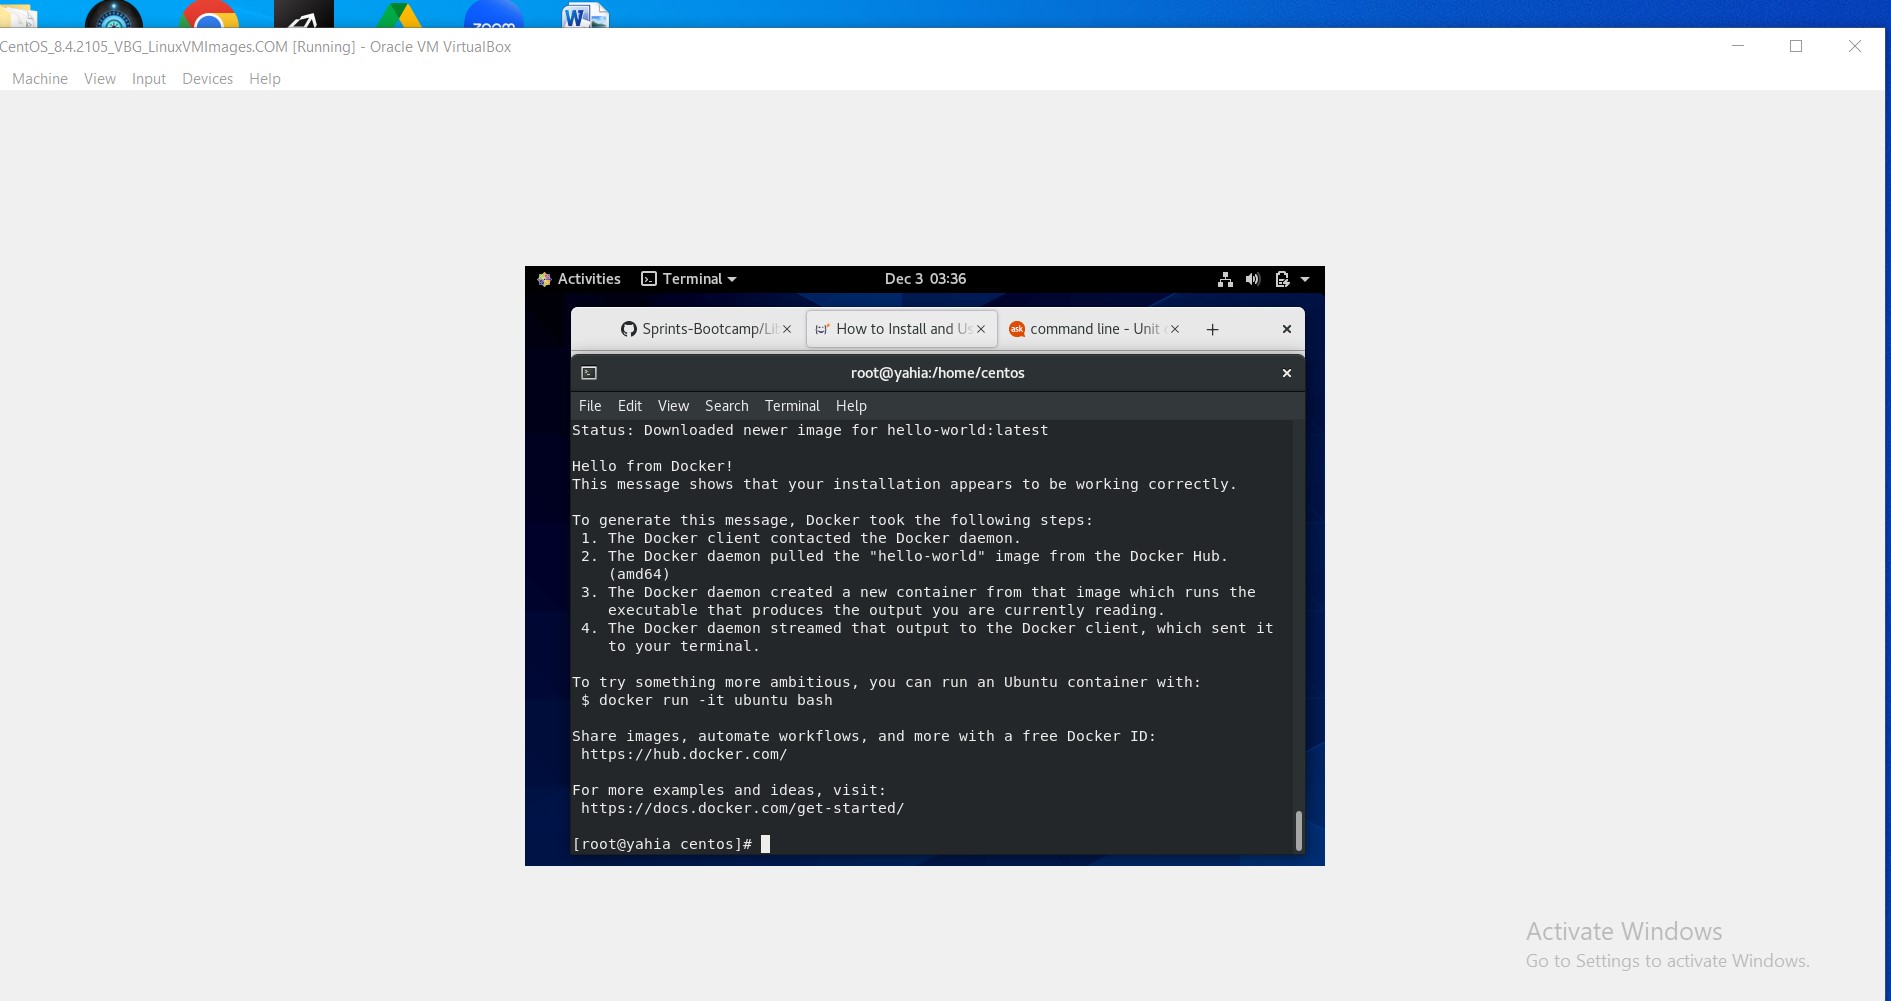 zoom
W
CentOS_8.4.2105_VBG_LinuxVMImages.COM [Running] - Oracle VM VirtualBox
Machine View Input Devices Help
Activities Terminal Dec 3 03:36
Sprints-Bootcamp/Lib How to Install and Us ask command line - Unit
root@yahia:/home/centos
File Edit View Search Terminal Help
Status: Downloaded newer image for hello-world:latest
Hello from Docker!
This message shows that your installation appears to be working correctly.
To generate this message, Docker took the following steps:
1. The Docker client contacted the Docker daemon.
2. The Docker daemon pulled the "hello-world" image from the Docker Hub.
(amd64)
3. The Docker daemon created a new container from that image which runs the
executable that produces the output you are currently reading.
4. The Docker daemon streamed that output to the Docker client, which sent it
to your terminal.
To try something more ambitious, you can run an Ubuntu container with:
$ docker run -it ubuntu bash
Share images, automate workflows, and more with a free Docker ID:
https://hub.docker.com/
For more examples and ideas, visit:
https://docs.docker.com/get-started/
[root@yahia centos]#
Activate Windows
Go to Settings to activate Windows.